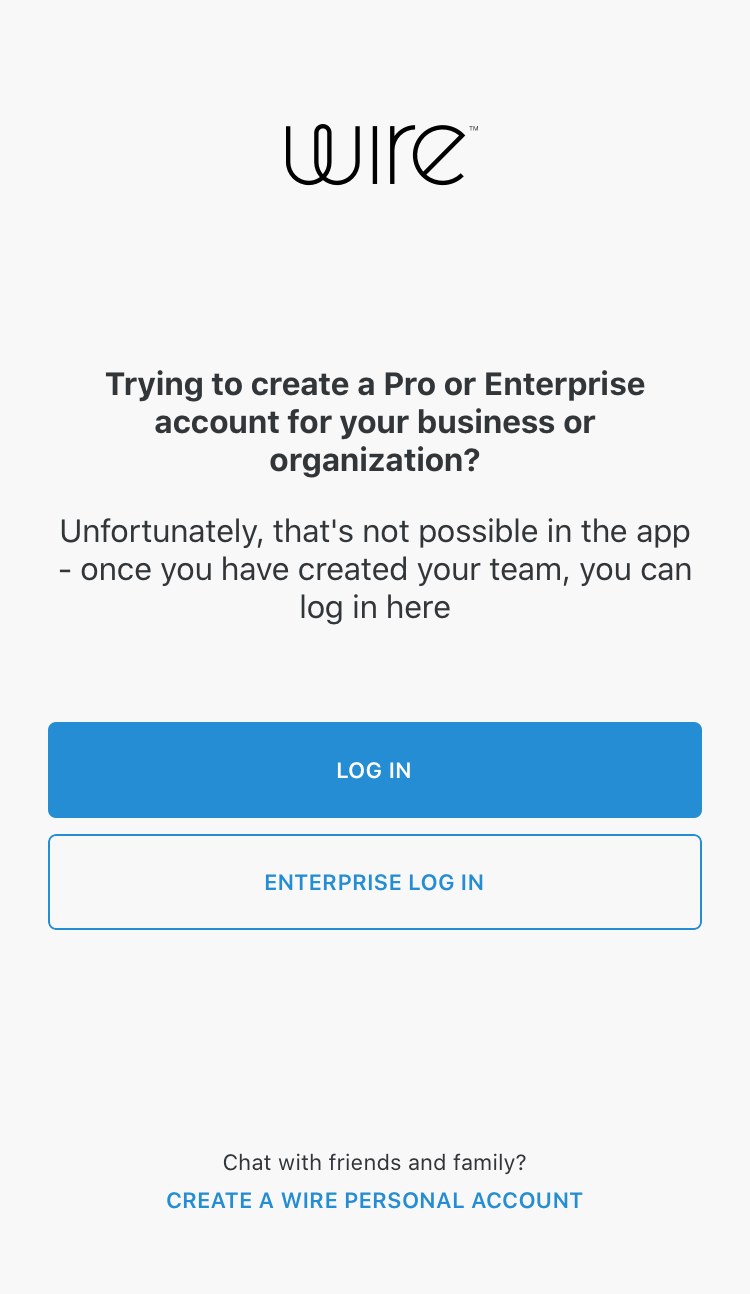 wire™
Trying to create a Pro or Enterprise
account for your business or
organization?
Unfortunately, that's not possible in the app
- once you have created your team, you can
log in here
LOG IN
ENTERPRISE LOG IN
Chat with friends and family?
CREATE A WIRE PERSONAL ACCOUNT